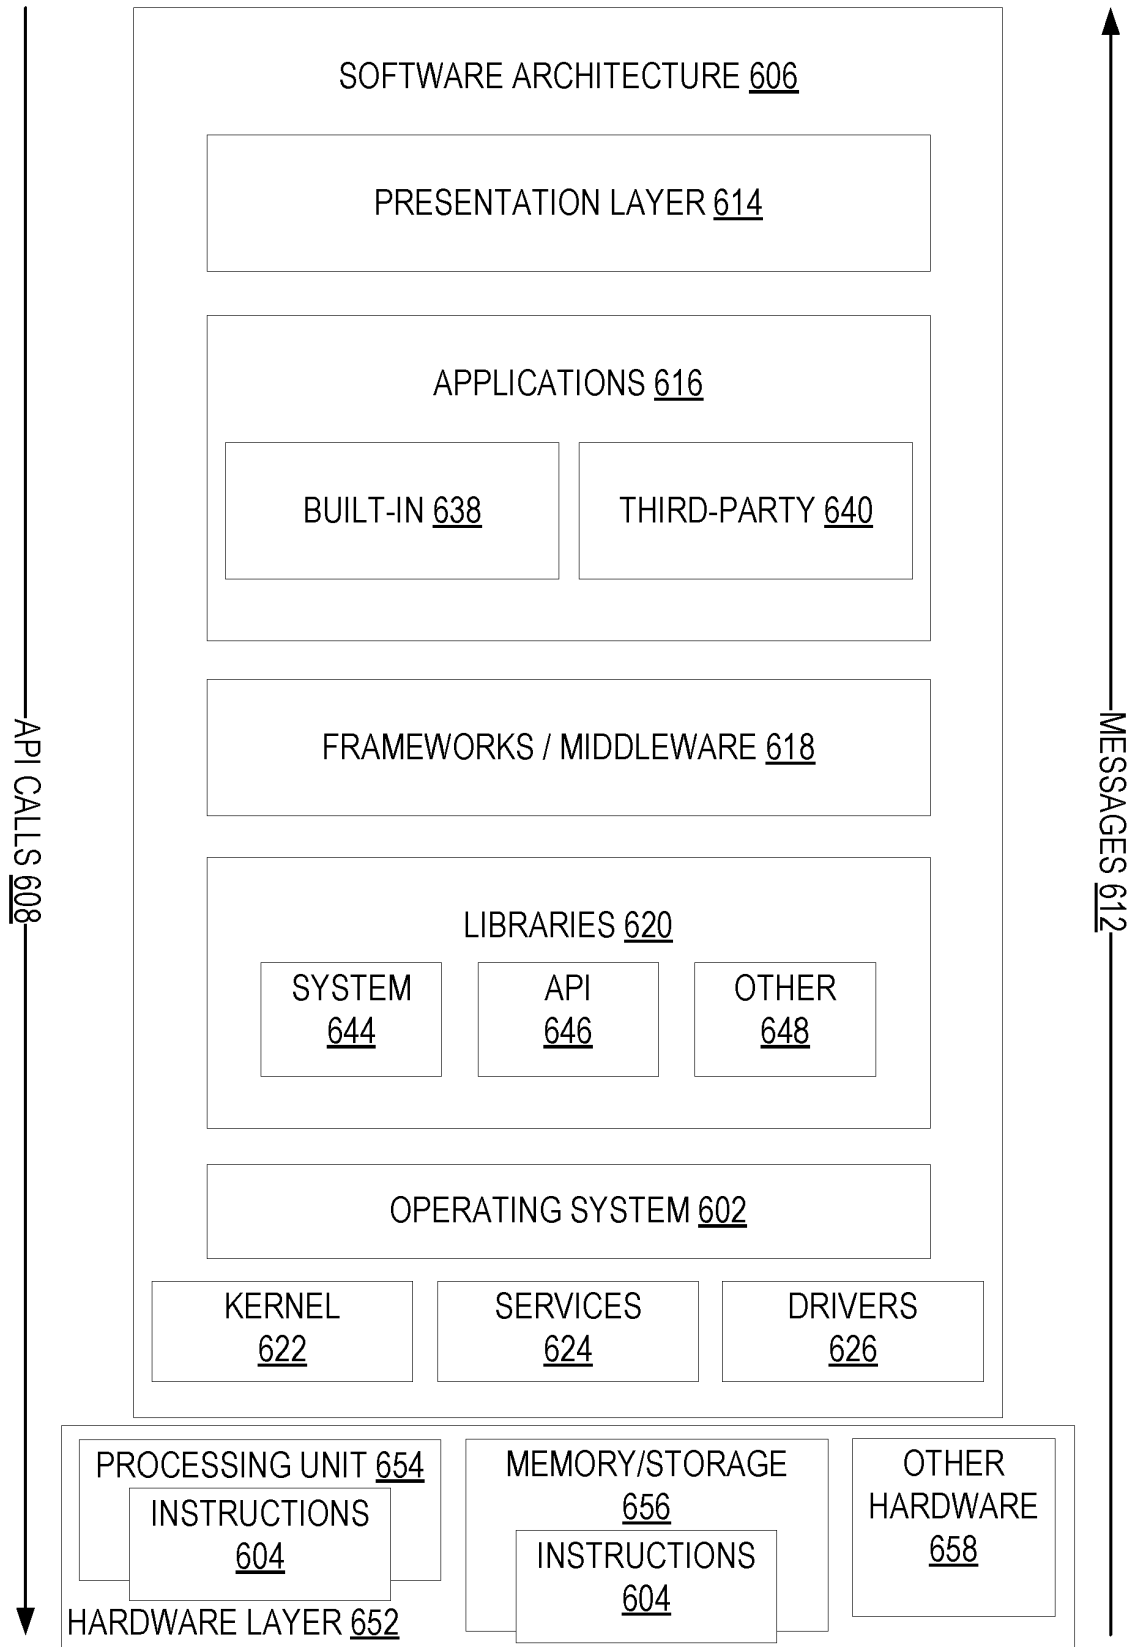 SOFTWARE ARCHITECTURE 606
PRESENTATION LAYER 614
APPLICATIONS 616
BUILT-IN 638
THIRD-PARTY 640
FRAMEWORKS / MIDDLEWARE 618
API CALLS 608
MESSAGES 612
LIBRARIES 620
SYSTEM
644
API
646
OTHER
648
OPERATING SYSTEM 602
KERNEL
622
SERVICES
624
DRIVERS
626
PROCESSING UNIT 654
INSTRUCTIONS
604
MEMORY/STORAGE
656
INSTRUCTIONS
604
OTHER
HARDWARE
658
HARDWARE LAYER 652